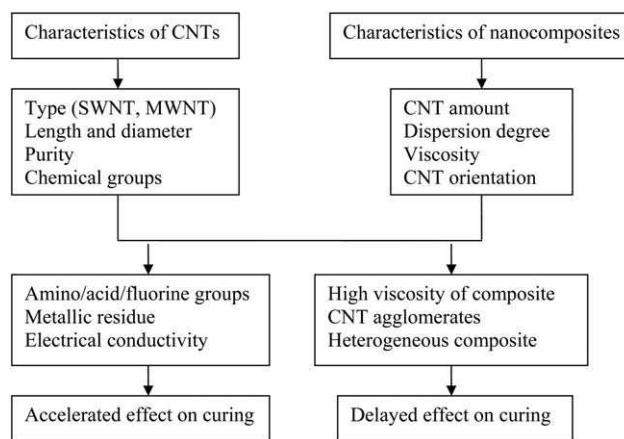 Characteristics of CNTs
Characteristics of nanocomposites
Type (SWNT, MWNT)
Length and diameter
Purity
Chemical groups
CNT amount
Dispersion degree
Viscosity
CNT orientation
Amino/acid/fluorine groups
Metallic residue
Electrical conductivity
High viscosity of composite
CNT agglomerates
Heterogeneous composite
Accelerated effect on curing
Delayed effect on curing